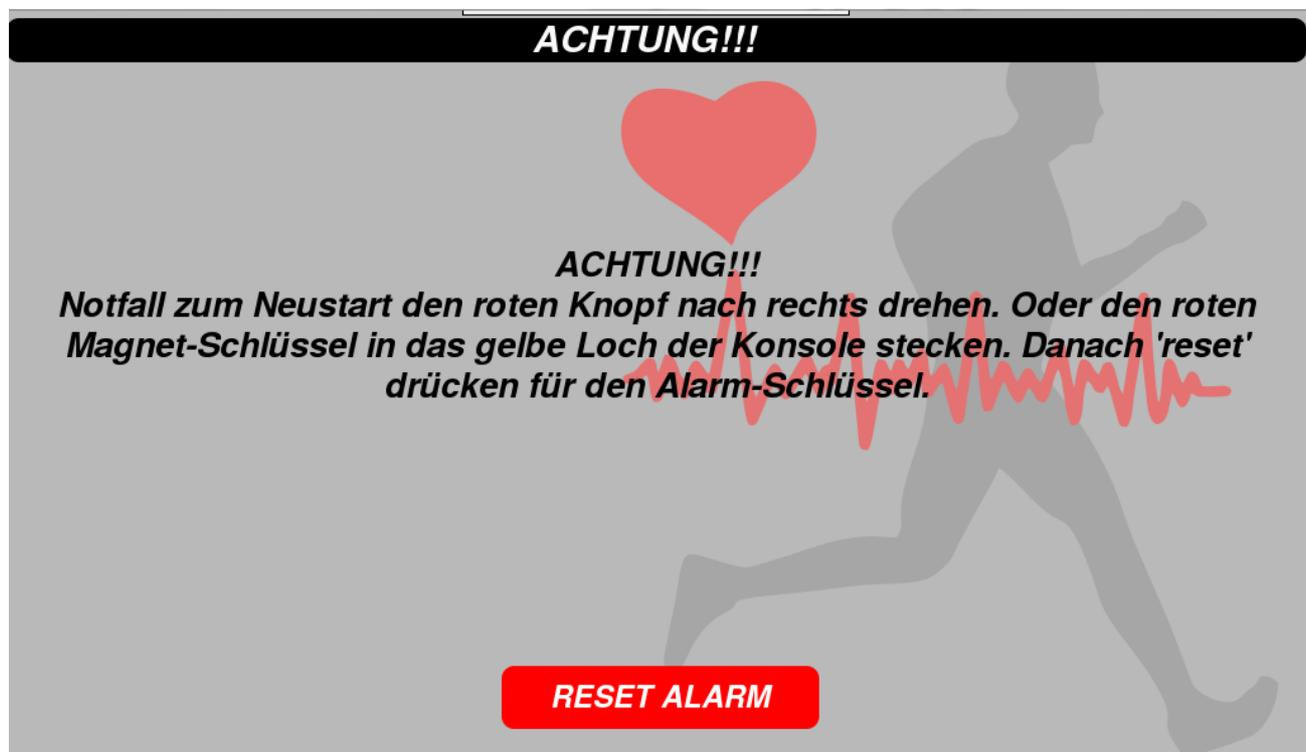 ACHTUNG!!!
ACHTUNG!!!
Notfall zum Neustart den roten Knopf nach rechts drehen. Oder den roten
Magnet-Schlüssel in das gelbe Loch der Konsole stecken. Danach 'reset'
drücken für den Alarm-Schlüssel.
RESET ALARM